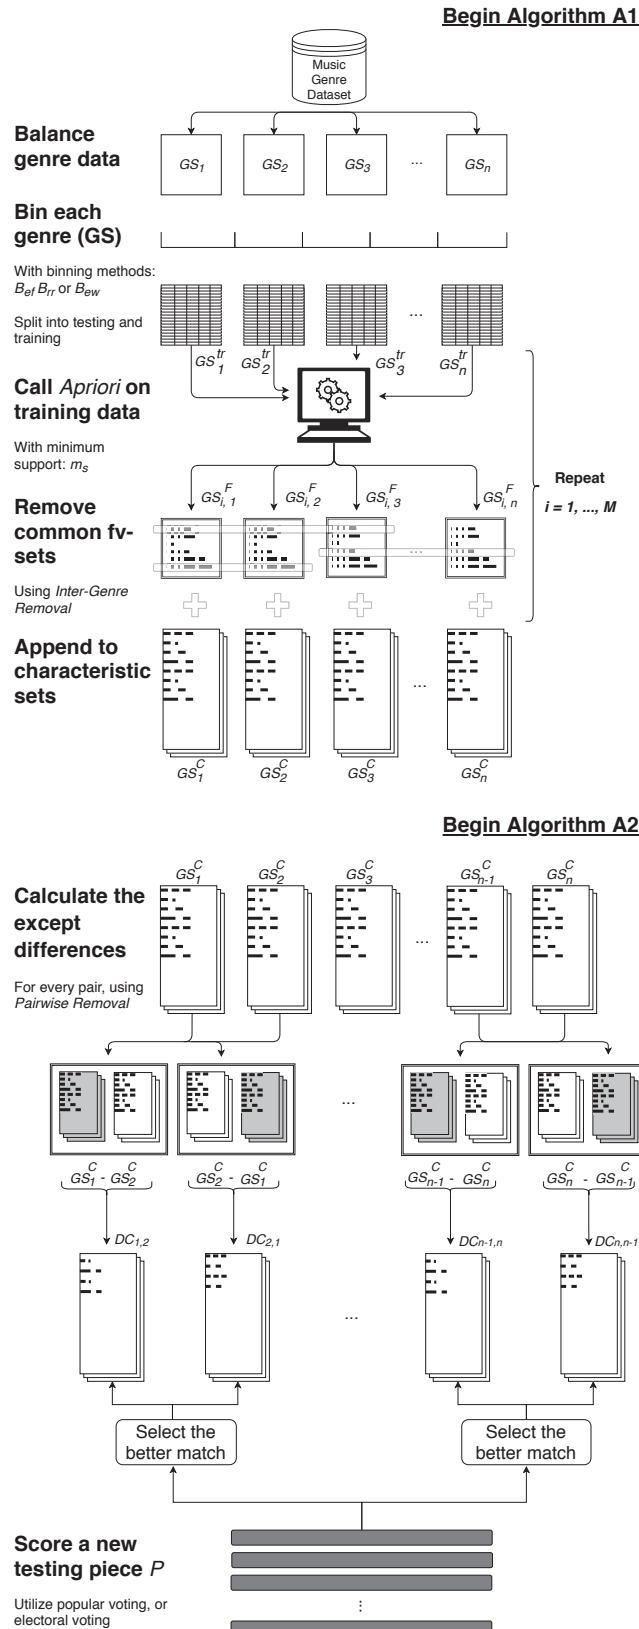 Begin Algorithm A1
Music
Genre
Dataset
Balance
genre data
GS1 GS2 GS3 ... GSn
Bin each
genre (GS)
With binning methods:
Bef Brr or Bew
Split into testing and
training
...
GS1tr GS2tr GS3tr GSntr
Call Apriori on
training data
With minimum
support: ms
Repeat
i = 1, ..., M
GSi, 1F GSi, 2F GSi, 3F GSi, nF
Remove
common fv-
sets
...
Using Inter-Genre
Removal
Append to
characteristic
sets
...
GS1C GS2C GS3C GSnC
Begin Algorithm A2
GS1C GS2C GS3C GSn-1C GSnC
Calculate the
except
differences
...
For every pair, using
Pairwise Removal
...
GS1C - GS2C GS2C - GS1C GSn-1C - GSnC GSnC - GSn-1C
DC1,2 DC2,1 DCn-1,n DCn,n-1
...
Select the
better match
Select the
better match
Score a new
testing piece P
Utilize popular voting, or
electoral voting
⋮